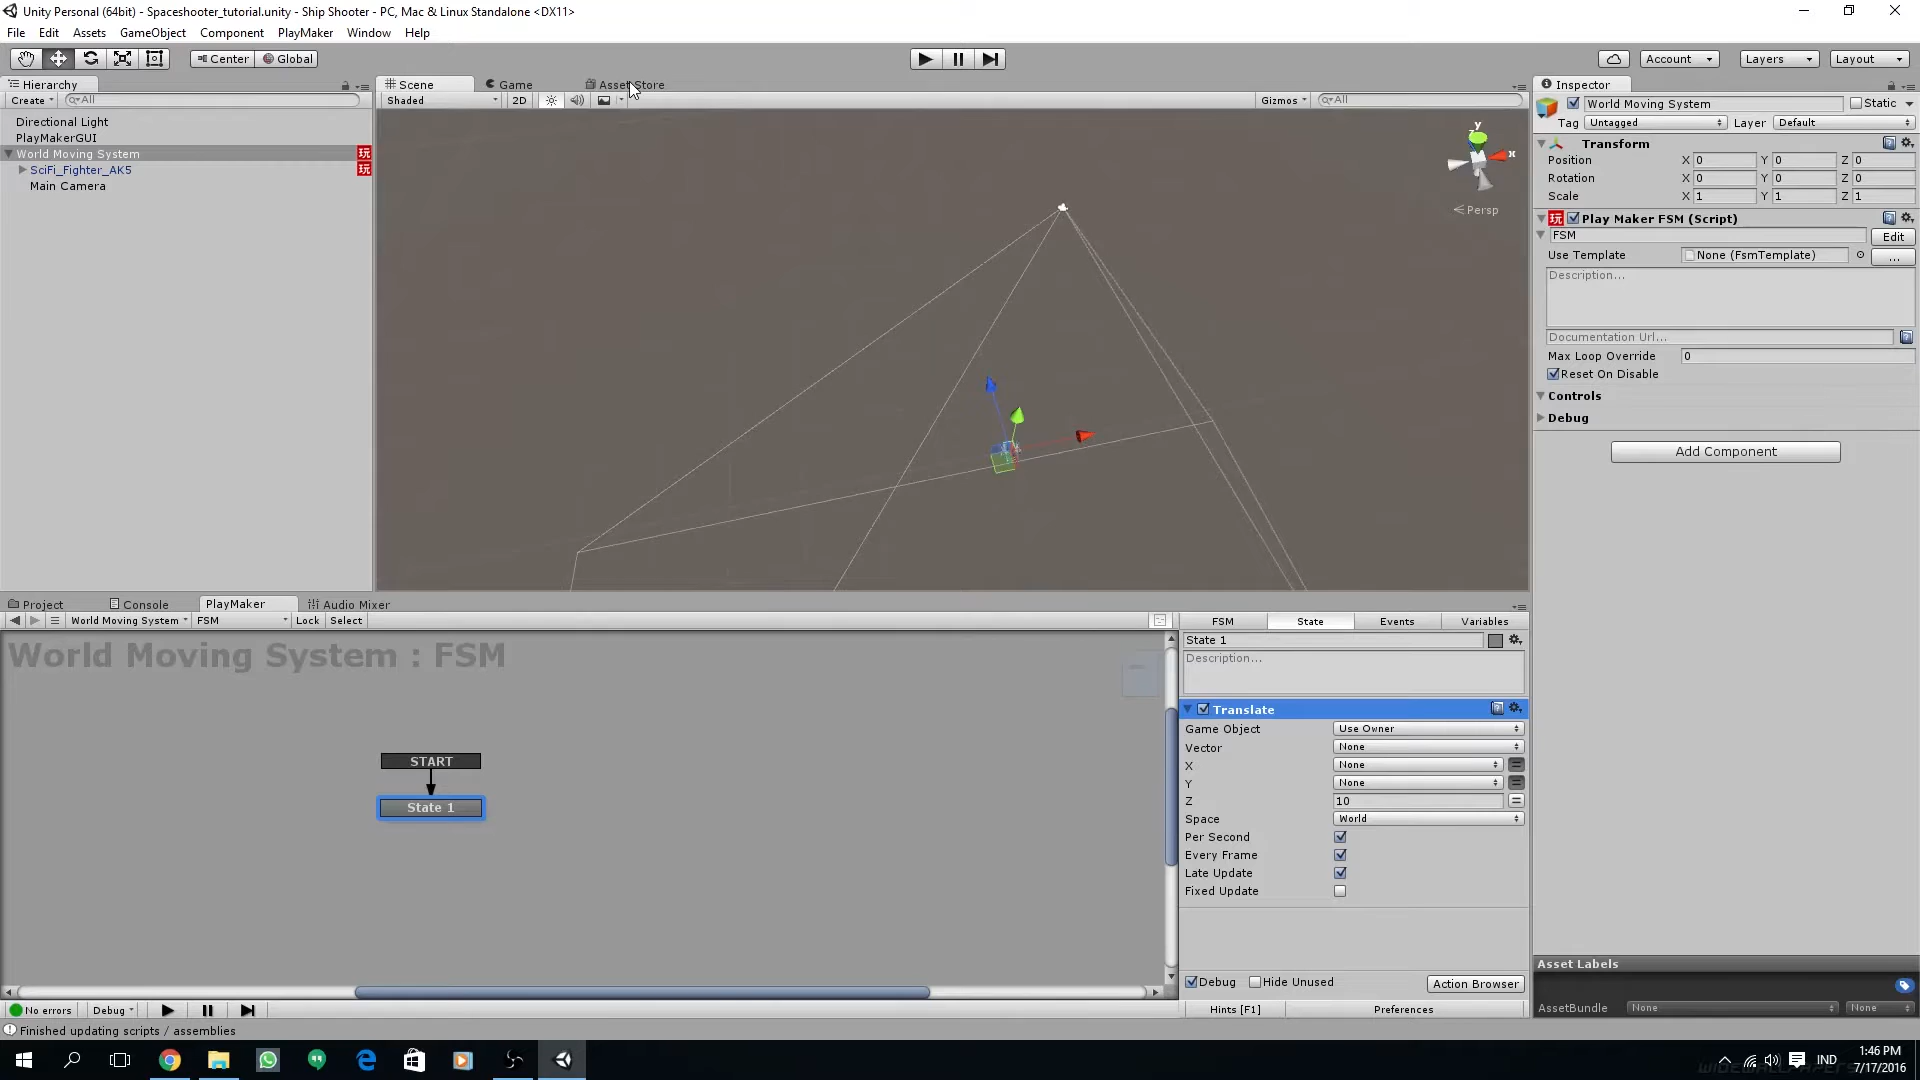 Unity Personal (64bit) - Spaceshooter_tutorial.unity - Ship Shooter - PC, Mac & Linux Standalone <DX11>
File Edit Assets GameObject Component PlayMaker Window Help
Center Global Account Layers Layout
Hierarchy
Create All
Directional Light
PlayMakerGUI
World Moving System 玩
SciFi_Fighter_AK5 玩
Main Camera
Scene Game Asset Store
Shaded 2D Gizmos All
y
x
Persp
Inspector
World Moving System Static
Tag Untagged Layer Default
Transform
Position X 0 Y 0 Z 0
Rotation X 0 Y 0 Z 0
Scale X 1 Y 1 Z 1
玩 Play Maker FSM (Script)
FSM Edit
Use Template None (FsmTemplate) ...
Description...
Documentation Url...
Max Loop Override 0
Reset On Disable
Controls
Debug
Add Component
Asset Labels
AssetBundle None None
Project Console PlayMaker Audio Mixer
World Moving System FSM Lock Select
World Moving System : FSM
START
State 1
FSM State Events Variables
State 1
Description...
Translate
Game Object Use Owner
Vector None
X None
Y None
Z 10
Space World
Per Second
Every Frame
Late Update
Fixed Update
Debug Hide Unused Action Browser
Hints [F1] Preferences
No errors Debug
Finished updating scripts / assemblies
IND
1:46 PM
7/17/2016